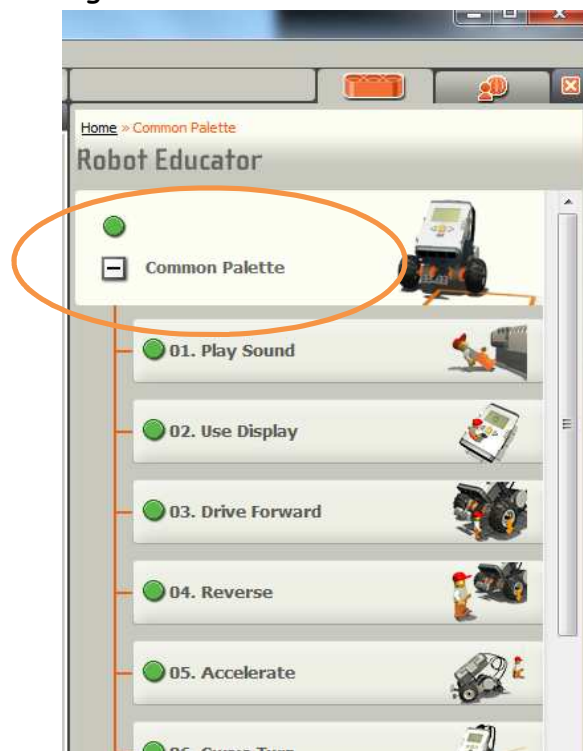 Home » Common Palette
Robot Educator
Common Palette
01. Play Sound
02. Use Display
03. Drive Forward
04. Reverse
05. Accelerate